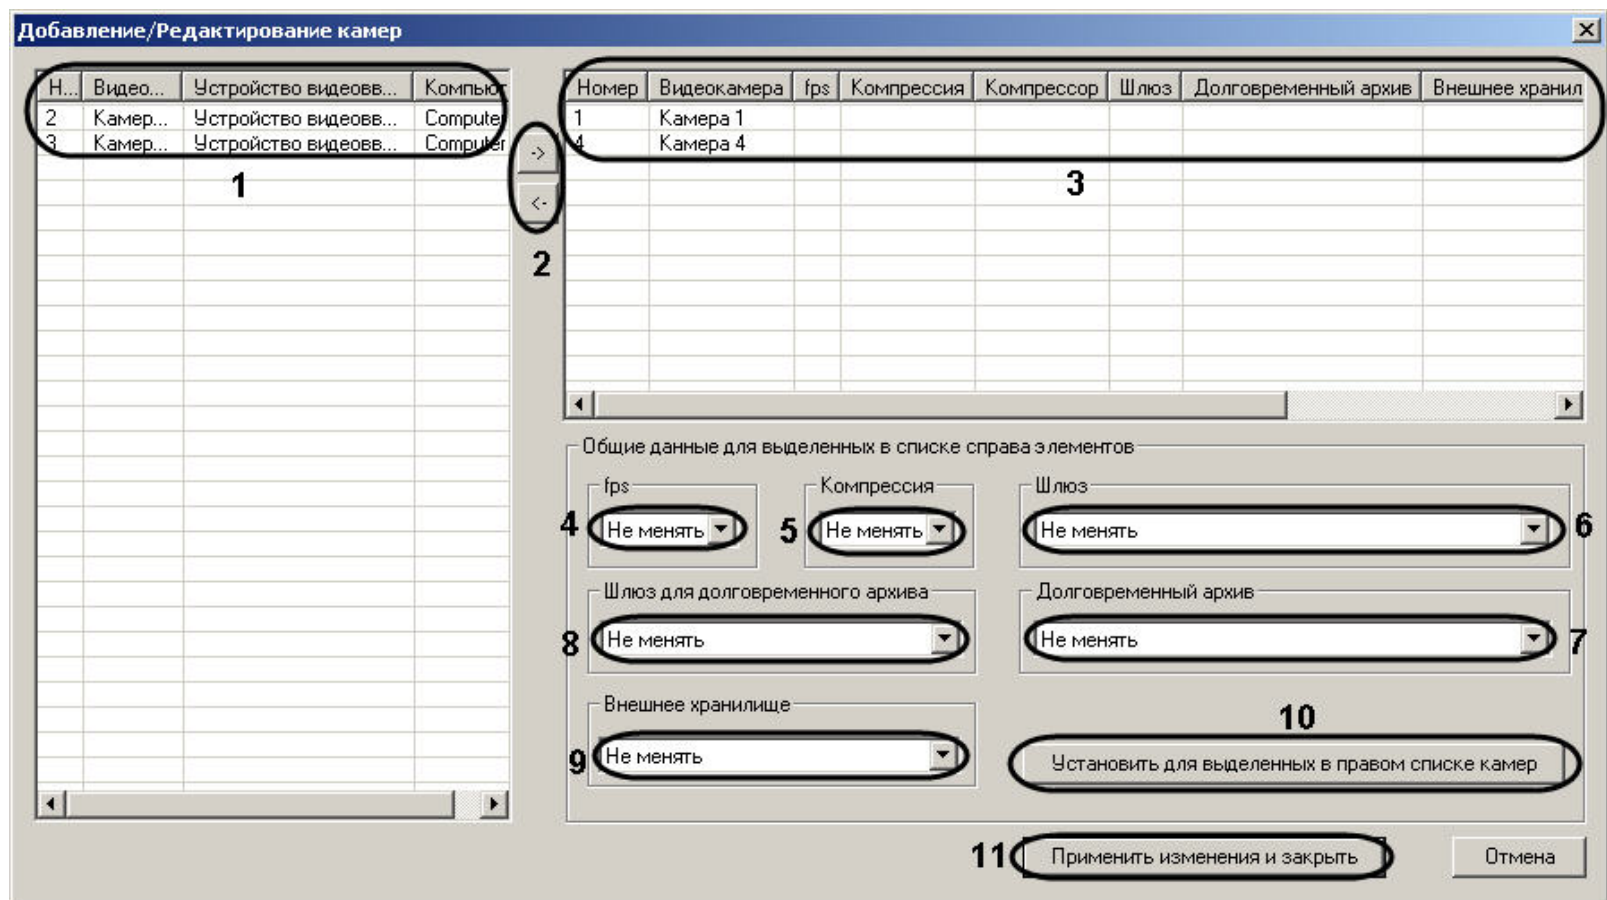 Добавление/Редактирование камер
Н... Видео... Устройство видеовв... Компьют
2 Камер... Устройство видеовв... Computer
3 Камер... Устройство видеовв... Computer
1
->
<-
2
Номер Видеокамера fps Компрессия Компрессор Шлюз Долговременный архив Внешнее хранил
1 Камера 1
4 Камера 4
3
Общие данные для выделенных в списке справа элементов
fps Компрессия Шлюз
4 Не менять 5 Не менять Не менять 6
Шлюз для долговременного архива Долговременный архив
8 Не менять Не менять 7
Внешнее хранилище
10
9 Не менять Установить для выделенных в правом списке камер
11 Применить изменения и закрыть Отмена